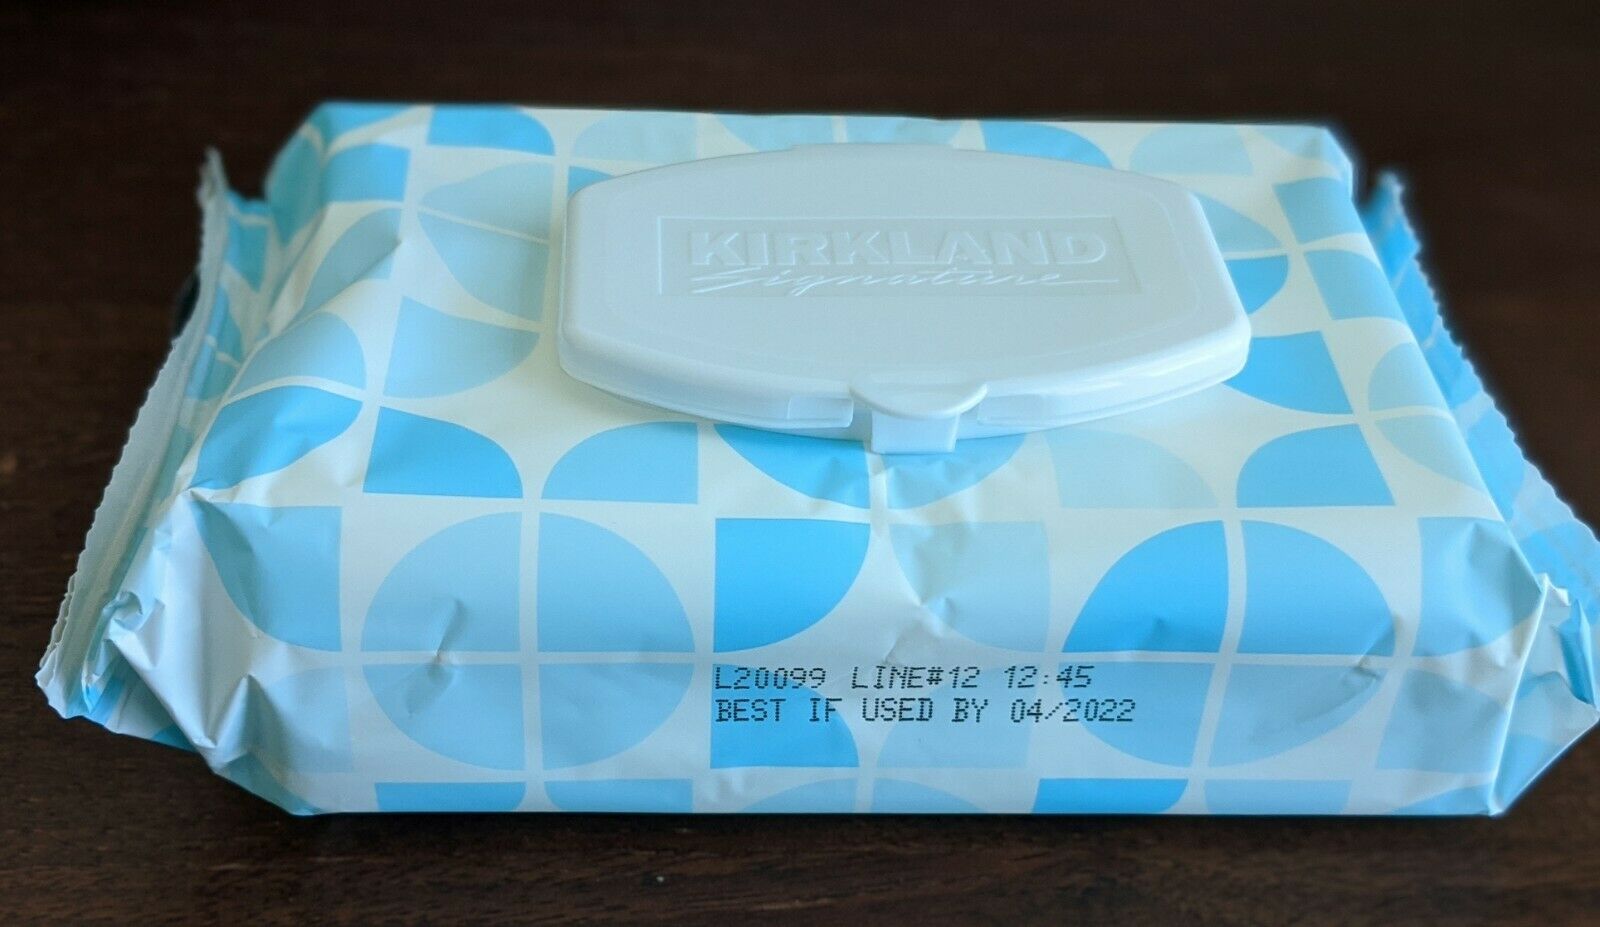 KIRKLAND
Signature
L20099 LINE#12 12:45
BEST IF USED BY 04/2022